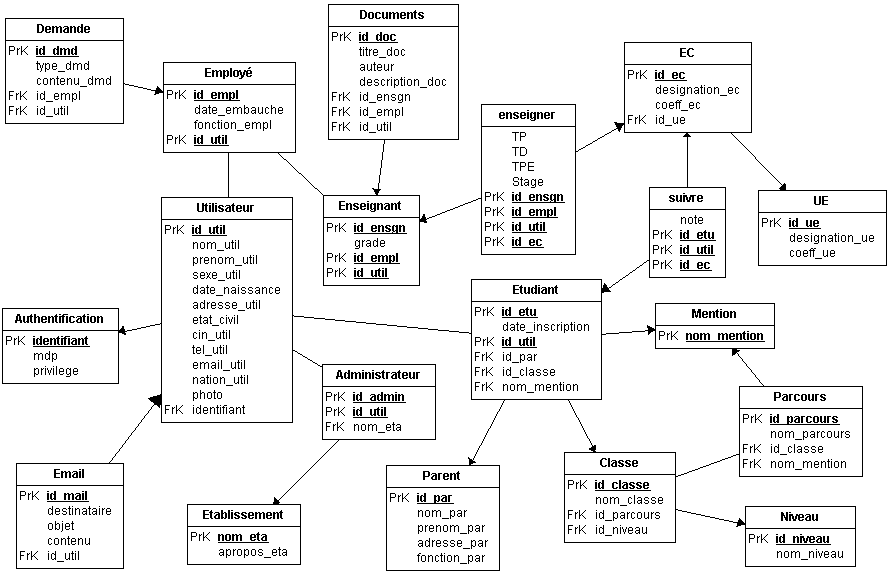 Demande
PrK id_dmd
type_dmd
contenu_dmd
FrK id_empl
FrK id_util
Employé
PrK id_empl
date_embauche
fonction_empl
PrK id_util
Documents
PrK id_doc
titre_doc
auteur
description_doc
FrK id_ensgn
FrK id_empl
FrK id_util
enseigner
TP
TD
TPE
Stage
PrK id_ensgn
PrK id_empl
PrK id_util
PrK id_ec
EC
PrK id_ec
designation_ec
coeff_ec
FrK id_ue
Utilisateur
PrK id_util
nom_util
prenom_util
sexe_util
date_naissance
adresse_util
etat_civil
cin_util
tel_util
email_util
nation_util
photo
FrK identifiant
Enseignant
PrK id_ensgn
grade
PrK id_empl
PrK id_util
suivre
note
PrK id_etu
PrK id_util
PrK id_ec
UE
PrK id_ue
designation_ue
coeff_ue
Authentification
PrK identifiant
mdp
privilege
Etudiant
PrK id_etu
date_inscription
PrK id_util
FrK id_par
FrK id_classe
FrK nom_mention
Mention
PrK nom_mention
Administrateur
PrK id_admin
PrK id_util
FrK nom_eta
Parcours
PrK id_parcours
nom_parcours
FrK id_classe
FrK nom_mention
Email
PrK id_mail
destinataire
objet
contenu
FrK id_util
Etablissement
PrK nom_eta
apropos_eta
Parent
PrK id_par
nom_par
prenom_par
adresse_par
fonction_par
Classe
PrK id_classe
nom_classe
FrK id_parcours
FrK id_niveau
Niveau
PrK id_niveau
nom_niveau